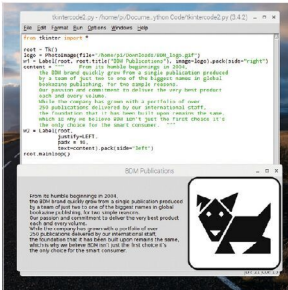 tkintercode2.py - /home/pi/Docume...ython Code/tkintercode2.py (3.4.2)
File Edit Format Run Options Windows Help
from tkinter import *
root = Tk()
logo = PhotoImage(file="/home/pi/Downloads/BDM_logo.gif")
w1 = Label(root, root.title("BDM Publications"), image=logo).pack(side="right")
content = """ From its humble beginnings in 2004,
the BDM brand quickly grew from a single publication produced
by a team of just two to one of the biggest names in global
bookazine publishing, for two simple reasons.
Our passion and commitment to deliver the very best product
each and every volume.
While the company has grown with a portfolio of over
250 publications delivered by our international staff,
the foundation that it has been built upon remains the same,
which is why we believe BDM isn't just the first choice it's
the only choice for the smart consumer. """
w2 = Label(root,
justify=LEFT,
padx = 10,
text=content).pack(side="left")
root.mainloop()
BDM Publications
From its humble beginnings in 2004,
the BDM brand quickly grew from a single publication produced
by a team of just two to one of the biggest names in global
bookazine publishing, for two simple reasons.
Our passion and commitment to deliver the very best product
each and every volume.
While the company has grown with a portfolio of over
250 publications delivered by our international staff,
the foundation that it has been built upon remains the same,
which is why we believe BDM isn't just the first choice it's
the only choice for the smart consumer.